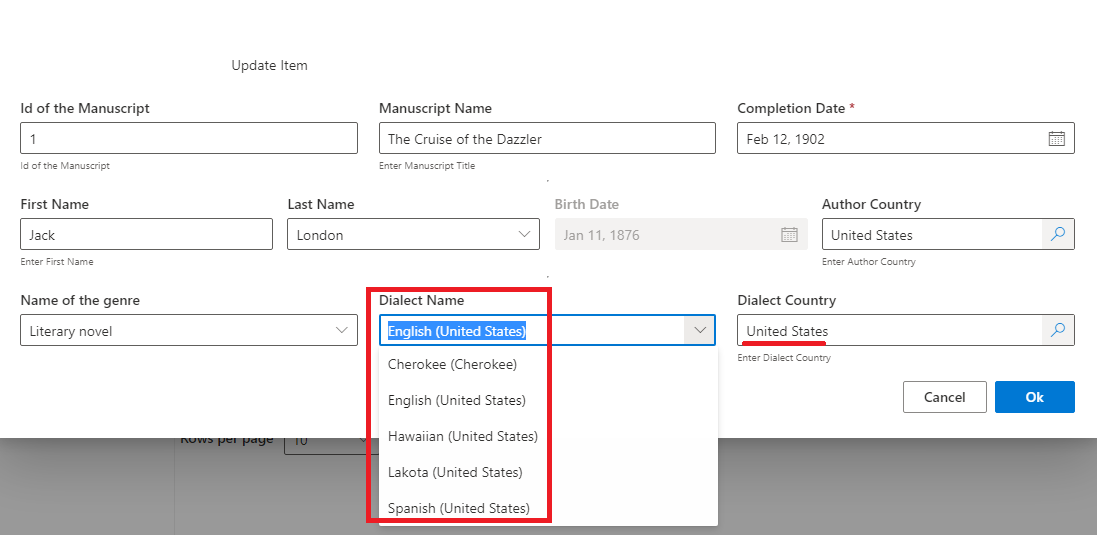 Update Item
Id of the Manuscript
Manuscript Name
Completion Date *
1
The Cruise of the Dazzler
Feb 12, 1902
Id of the Manuscript
Enter Manuscript Title
First Name
Last Name
Birth Date
Author Country
Jack
London
Jan 11, 1876
United States
Enter First Name
Enter Author Country
Name of the genre
Dialect Name
Dialect Country
Literary novel
English (United States)
United States
Enter Dialect Country
Cherokee (Cherokee)
English (United States)
Hawaiian (United States)
Lakota (United States)
Spanish (United States)
Cancel
Ok
Rows per page
10